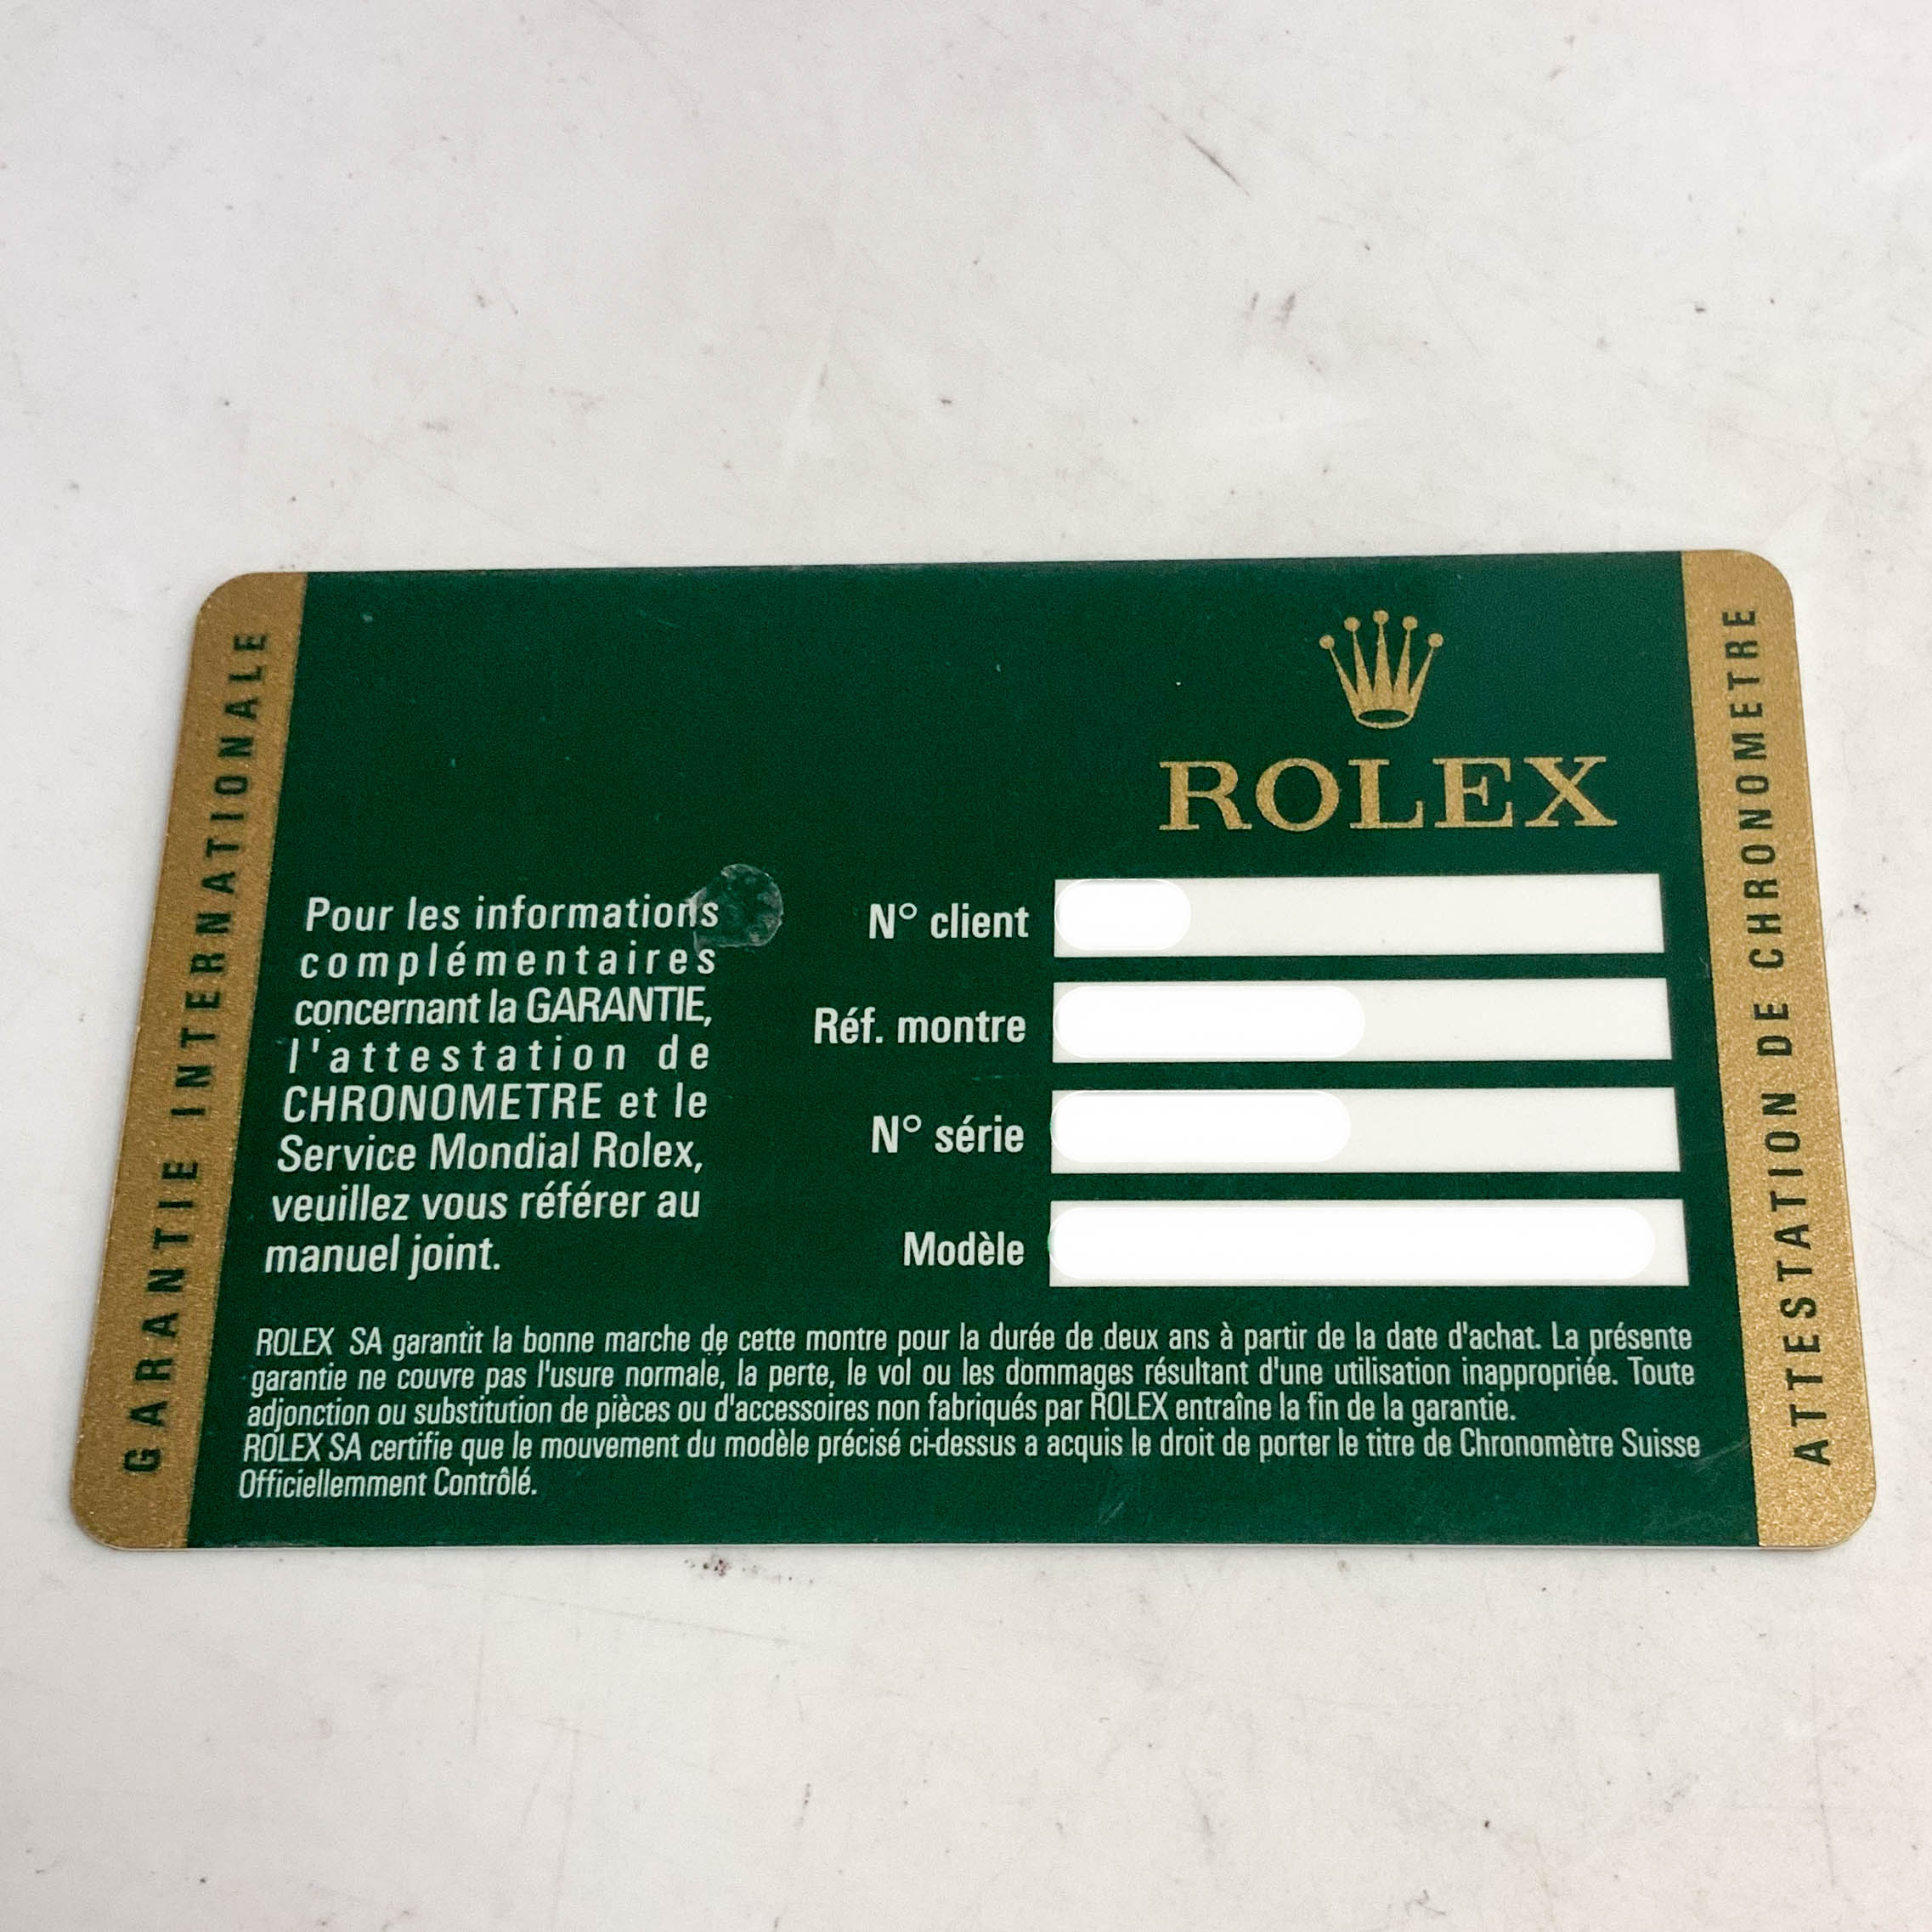 GARANTIE INTERNATIONALE
ROLEX
Pour les informations
complémentaires
concernant la GARANTIE,
l'attestation de
CHRONOMETRE et le
Service Mondial Rolex,
veuillez vous référer au
manuel joint.
N° client
Réf. montre
N° série
Modèle
ROLEX SA garantit la bonne marche de cette montre pour la durée de deux ans à partir de la date d'achat. La présente
garantie ne couvre pas l'usure normale, la perte, le vol ou les dommages résultant d'une utilisation inappropriée. Toute
adjonction ou substitution de pièces ou d'accessoires non fabriqués par ROLEX entraîne la fin de la garantie.
ROLEX SA certifie que le mouvement du modèle précisé ci-dessus a acquis le droit de porter le titre de Chronomètre Suisse
Officiellemment Contrôlé.
ATTESTATION DE CHRONOMETRE